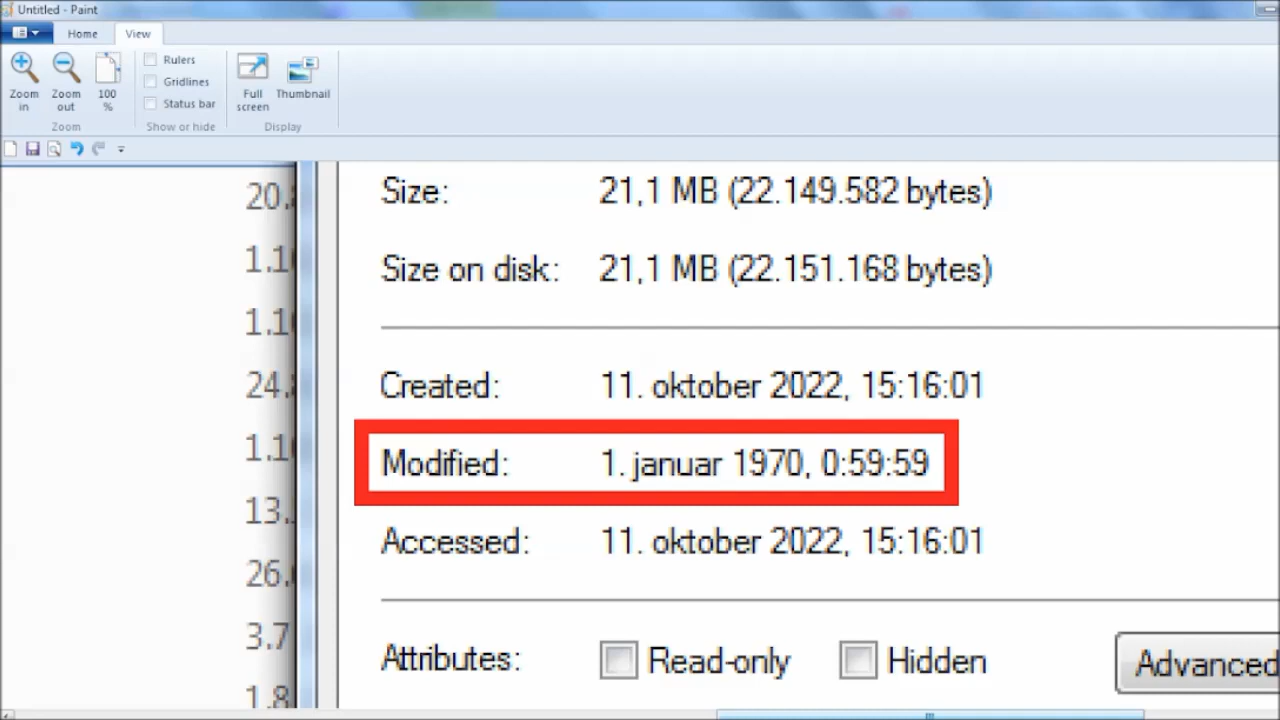 Untitled - Paint
Home View
Zoom in
Zoom out
100 %
Rulers
Gridlines
Status bar
Full screen
Thumbnail
Zoom
Show or hide
Display
Size: 21,1 MB (22.149.582 bytes)
Size on disk: 21,1 MB (22.151.168 bytes)
Created: 11. oktober 2022, 15:16:01
Modified: 1. januar 1970, 0:59:59
Accessed: 11. oktober 2022, 15:16:01
Attributes: Read-only Hidden Advanced